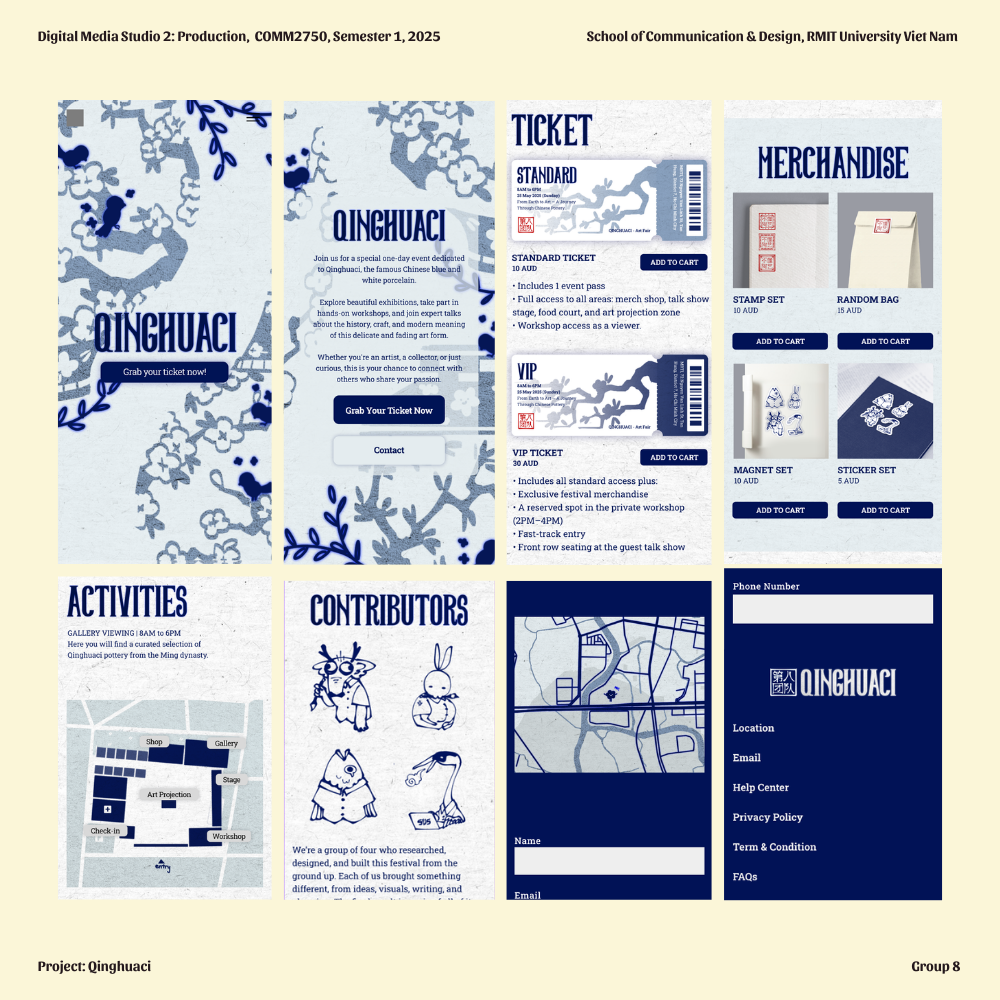 Digital Media Studio 2: Production, COMM2750, Semester 1, 2025
School of Communication & Design, RMIT University Viet Nam
QINGHUACI
Grab your ticket now!
QINGHUACI
Join us for a special one-day event dedicated
to Qinghuaci, the famous Chinese blue and
white porcelain.
Explore beautiful exhibitions, take part in
hands-on workshops, and join expert talks
about the history, craft, and modern meaning
of this delicate and fading art form.
Whether you're an artist, a collector, or just
curious, this is your chance to connect with
others who share your passion.
Grab Your Ticket Now
Contact
TICKET
STANDARD
8AM to 6PM
25 May 2025 (Sunday)
From Earth to Art – A Journey
Through Chinese Pottery
QINGHUACI - Art Fair
STANDARD TICKET
10 AUD
ADD TO CART
• Includes 1 event pass
• Full access to all areas: merch shop, talk show
stage, food court, and art projection zone
• Workshop access as a viewer.
VIP
8AM to 6PM
25 May 2025 (Sunday)
From Earth to Art – A Journey
Through Chinese Pottery
QINGHUACI - Art Fair
VIP TICKET
30 AUD
ADD TO CART
• Includes all standard access plus:
• Exclusive festival merchandise
• A reserved spot in the private workshop
(2PM–4PM)
• Fast-track entry
• Front row seating at the guest talk show
MERCHANDISE
STAMP SET
10 AUD
ADD TO CART
RANDOM BAG
15 AUD
ADD TO CART
MAGNET SET
10 AUD
ADD TO CART
STICKER SET
5 AUD
ADD TO CART
ACTIVITIES
GALLERY VIEWING | 8AM to 6PM
Here you will find a curated selection of
Qinghuaci pottery from the Ming dynasty.
Shop
Gallery
Stage
Art Projection
Check-in
Workshop
entry
CONTRIBUTORS
SOS
We're a group of four who researched,
designed, and built this festival from the
ground up. Each of us brought something
different, from ideas, visuals, writing, and
Name
Email
Phone Number
第八
团队
QINGHUACI
Location
Email
Help Center
Privacy Policy
Term & Condition
FAQs
Project: Qinghuaci
Group 8